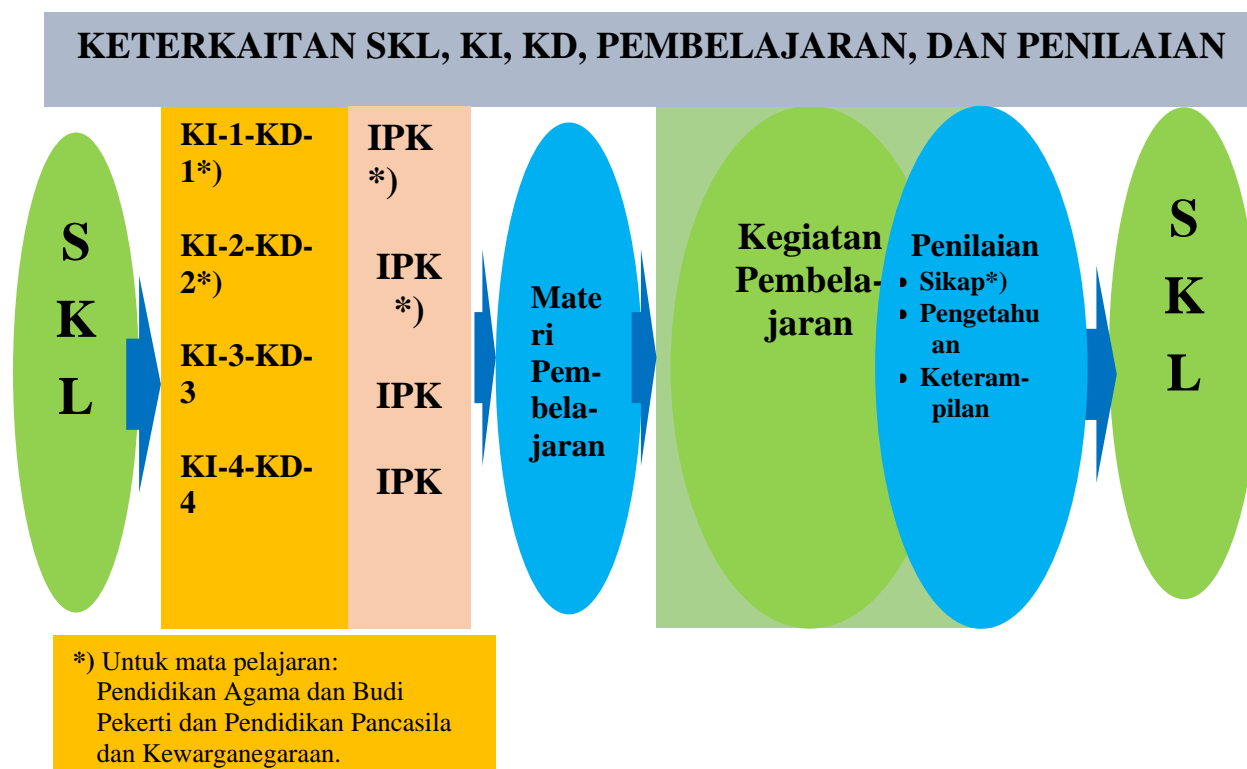 KETERKAITAN SKL, KI, KD, PEMBELAJARAN, DAN PENILAIAN
S
K
L
KI-1-KD-
1*)
KI-2-KD-
2*)
KI-3-KD-
3
KI-4-KD-
4
IPK
*)
IPK
*)
IPK
IPK
Mate
ri
Pem-
bela-
jaran
Kegiatan
Pembela-
jaran
Penilaian
• Sikap*)
• Pengetahu
an
• Keteram-
pilan
S
K
L
*) Untuk mata pelajaran:
Pendidikan Agama dan Budi
Pekerti dan Pendidikan Pancasila
dan Kewarganegaraan.